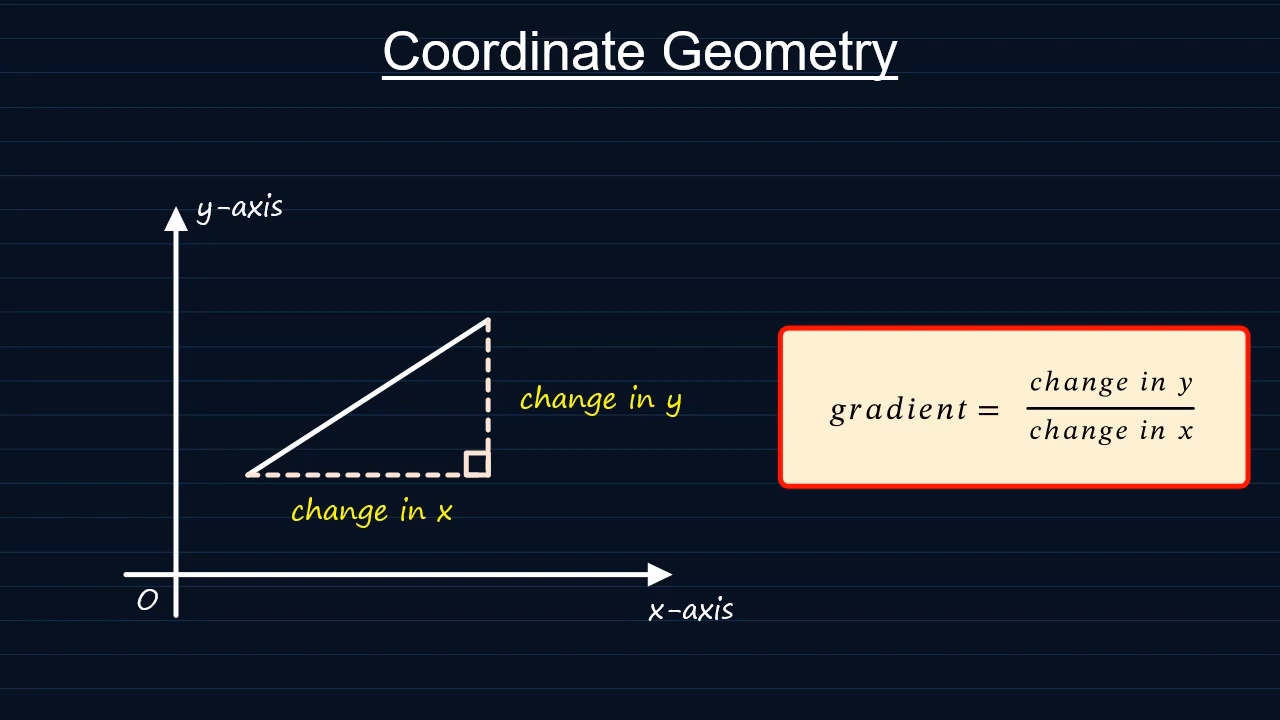 Coordinate Geometry
y-axis
change in y
change in x
O
x-axis
gradient = change in y
change in x